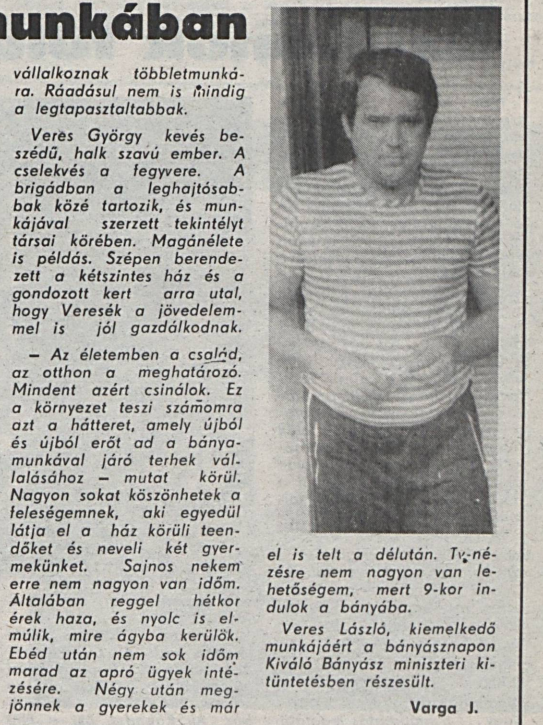 unkában
vállalkoznak többletmunká-
ra. Ráadásul nem is mindig
a legtapasztaltabbak.
Veres György kevés be-
szédű, halk szavú ember. A
cselekvés a fegyvere. A
brigádban a leghajtósab-
bak közé tartozik, és mun-
kájával szerzett tekintélyt
társai körében. Magánélete
is példás. Szépen berende-
zett a kétszintes ház és a
gondozott kert arra utal,
hogy Veresék a jövedelem-
mel is jól gazdálkodnak.
— Az életemben a család,
az otthon a meghatározó.
Mindent azért csinálok. Ez
a környezet teszi számomra
azt a hátteret, amely újból
és újból erőt ad a bánya-
munkával járó terhek vál-
lalásához — mutat körül.
Nagyon sokat köszönhetek a
feleségemnek, aki egyedül
látja el a ház körüli teen-
dőket és neveli két gyer-
mekünket. Sajnos nekem
erre nem nagyon van időm.
Általában reggel hétkor
érek haza, és nyolc is el-
múlik, mire ágyba kerülök.
Ebéd után nem sok időm
marad az apró ügyek inté-
zésére. Négy után meg-
jönnek a gyerekek és már
el is telt a délután. Tv-né-
zésre nem nagyon van le-
hetőségem, mert 9-kor in-
dulok a bányába.
Veres László, kiemelkedő
munkájáért a bányásznapon
Kiváló Bányász miniszteri ki-
tüntetésben részesült.
Varga J.